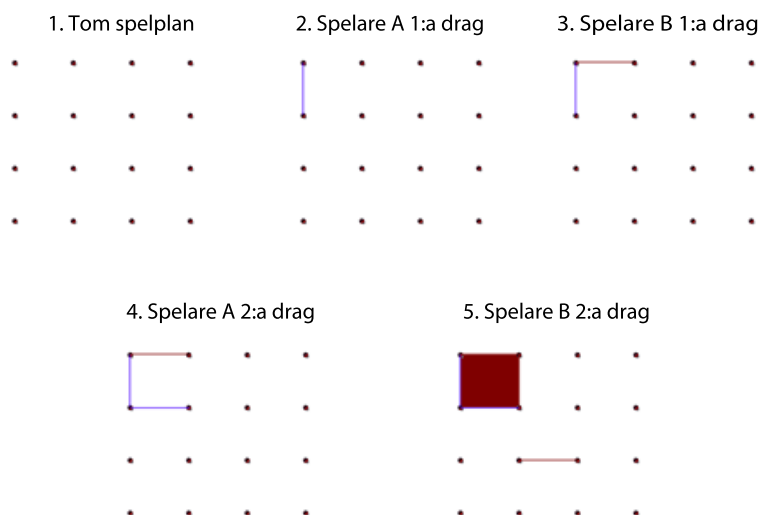 1. Tom spelplan
2. Spelare A 1:a drag
3. Spelare B 1:a drag
4. Spelare A 2:a drag
5. Spelare B 2:a drag